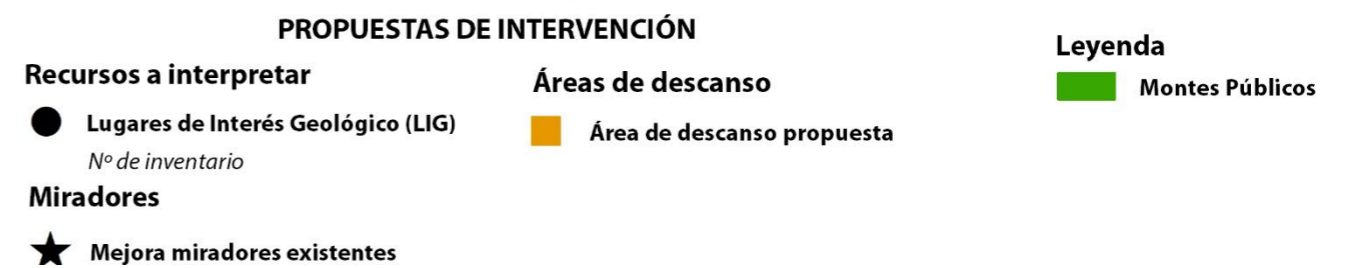 PROPUESTAS DE INTERVENCIÓN
Recursos a interpretar
Lugares de Interés Geológico (LIG)
Nº de inventario
Miradores
Mejora miradores existentes
Áreas de descanso
Área de descanso propuesta
Leyenda
Montes Públicos